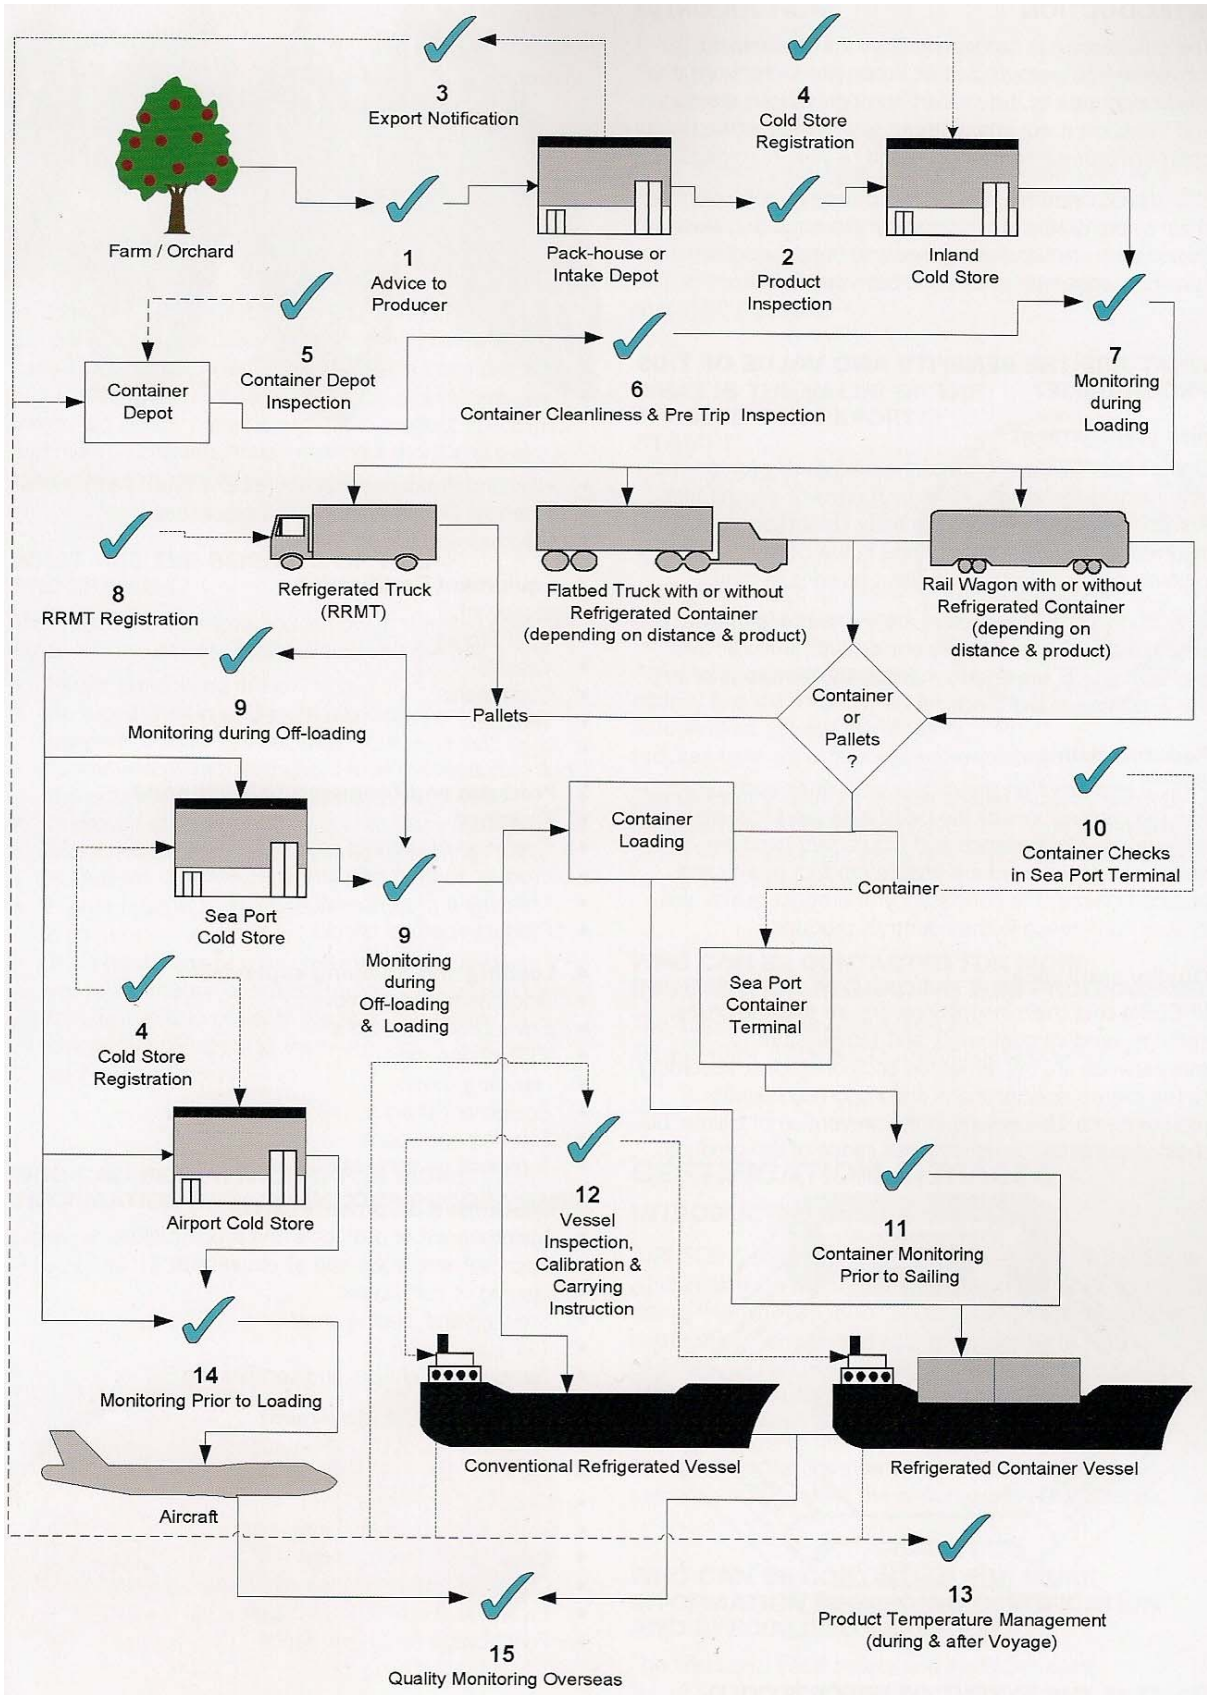 3
Export Notification
4
Cold Store
Registration
Farm / Orchard
1
Advice to
Producer
Pack-house or
Intake Depot
2
Product
Inspection
Inland
Cold Store
5
Container Depot
Inspection
Container
Depot
6
Container Cleanliness & Pre Trip Inspection
7
Monitoring
during
Loading
8
RRMT Registration
Refrigerated Truck
(RRMT)
Flatbed Truck with or without
Refrigerated Container
(depending on distance & product)
Rail Wagon with or without
Refrigerated Container
(depending on
distance & product)
9
Monitoring during Off-loading
Pallets
Container
or
Pallets
?
10
Container Checks
in Sea Port Terminal
Container
Loading
Container
Sea Port
Cold Store
9
Monitoring
during
Off-loading
& Loading
Sea Port
Container
Terminal
4
Cold Store
Registration
Airport Cold Store
12
Vessel
Inspection,
Calibration &
Carrying
Instruction
11
Container Monitoring
Prior to Sailing
14
Monitoring Prior to Loading
Conventional Refrigerated Vessel
Refrigerated Container Vessel
Aircraft
13
Product Temperature Management
(during & after Voyage)
15
Quality Monitoring Overseas